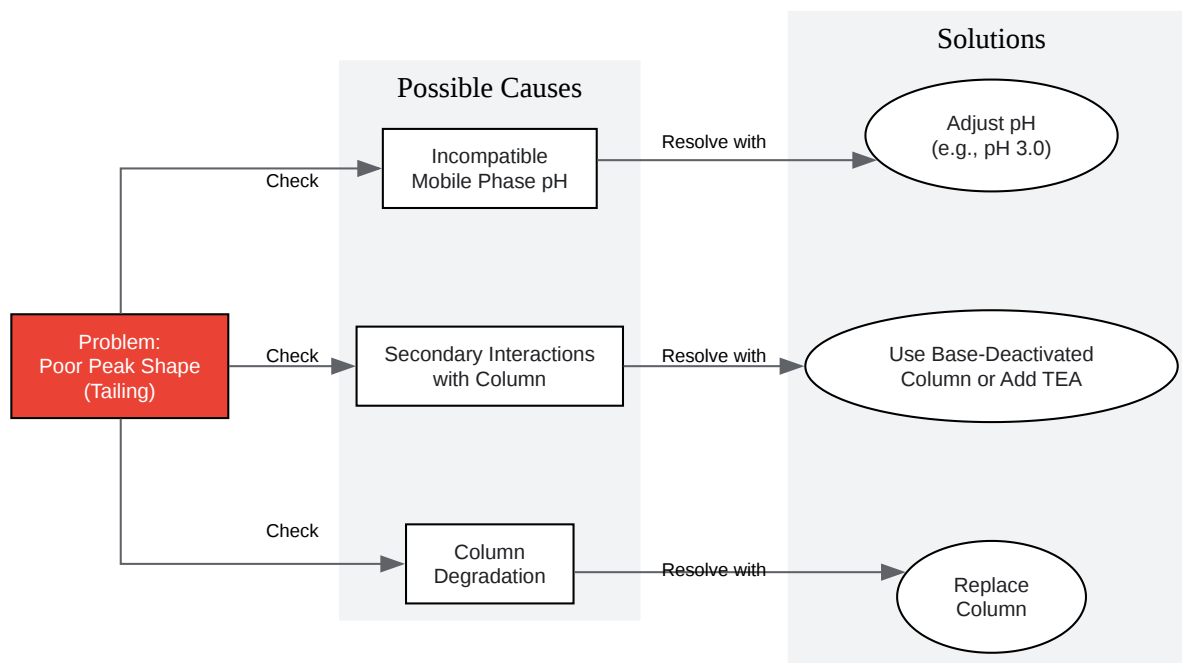 Solutions
Possible Causes
Adjust pH
(e.g., pH 3.0)
Incompatible
Mobile Phase pH
Resolve with
Check
Problem:
Poor Peak Shape
(Tailing)
Check
Secondary Interactions
with Column
Resolve with
Use Base-Deactivated
Column or Add TEA
Check
Column
Degradation
Resolve with
Replace
Column